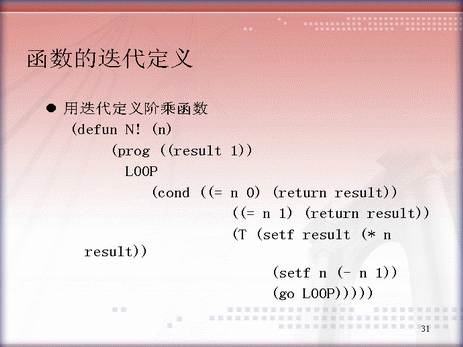 函数的迭代定义
● 用迭代定义阶乘函数
(defun N! (n)
(prog ((result 1))
LOOP
(cond ((= n 0) (return result))
((= n 1) (return result))
(T (setf result (* n
result))
(setf n (- n 1))
(go LOOP)))))
31